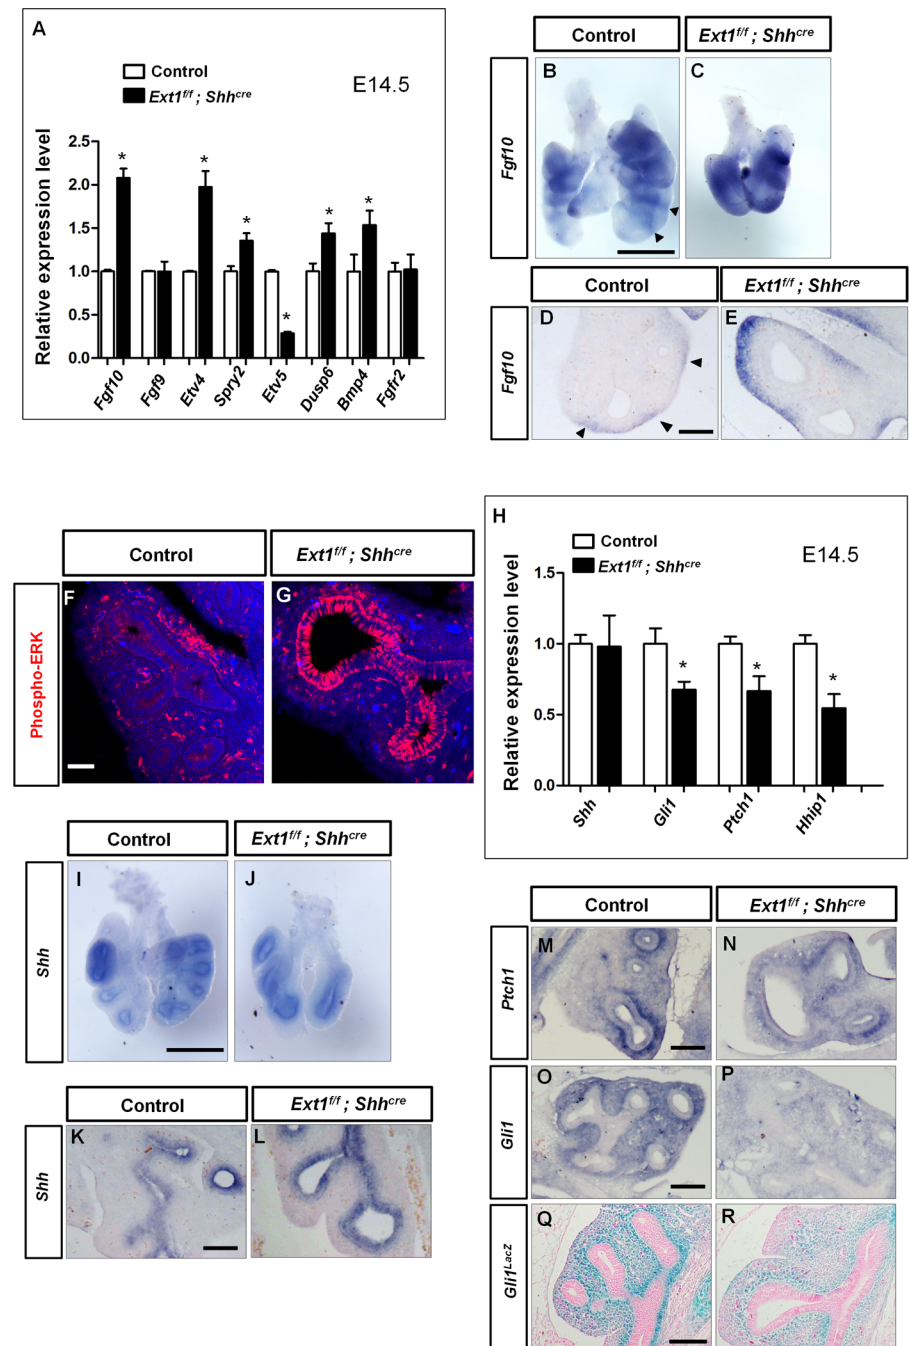 A
Control
Ext1f/f ; Shhcre
E14.5
Relative expression level
2.5
2.0
1.5
1.0
0.5
0.0
Fgf10
Fgf9
Etv4
Spry2
Etv5
Dusp6
Bmp4
Fgfr2
* * * * * *
Control
Ext1f/f ; Shhcre
Fgf10
B
C
Control
Ext1f/f ; Shhcre
Fgf10
D
E
Control
Ext1f/f ; Shhcre
Phospho-ERK
F
G
H
Control
Ext1f/f ; Shhcre
E14.5
Relative expression level
1.5
1.0
0.5
0.0
* * *
Shh
Gli1
Ptch1
Hhip1
Control
Ext1f/f ; Shhcre
Shh
I
J
Control
Ext1f/f ; Shhcre
Shh
K
L
Control
Ext1f/f ; Shhcre
Ptch1
M
N
Gli1
O
P
Gli1LacZ
Q
R